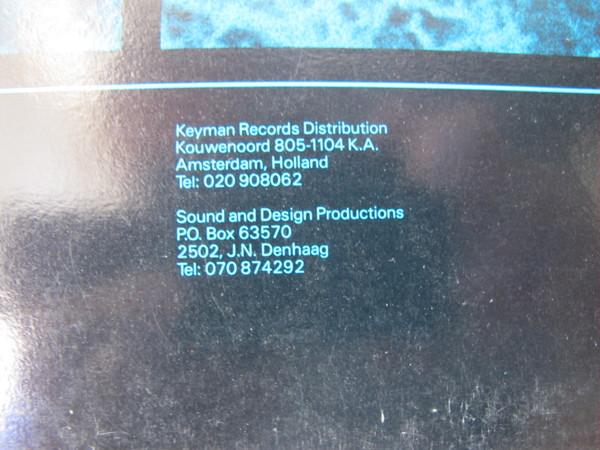 Keyman Records Distribution
Kouwenoord 805-1104 K.A.
Amsterdam, Holland
Tel: 020 908062
Sound and Design Productions
P.O. Box 63570
2502, J.N. Denhaag
Tel: 070 874292